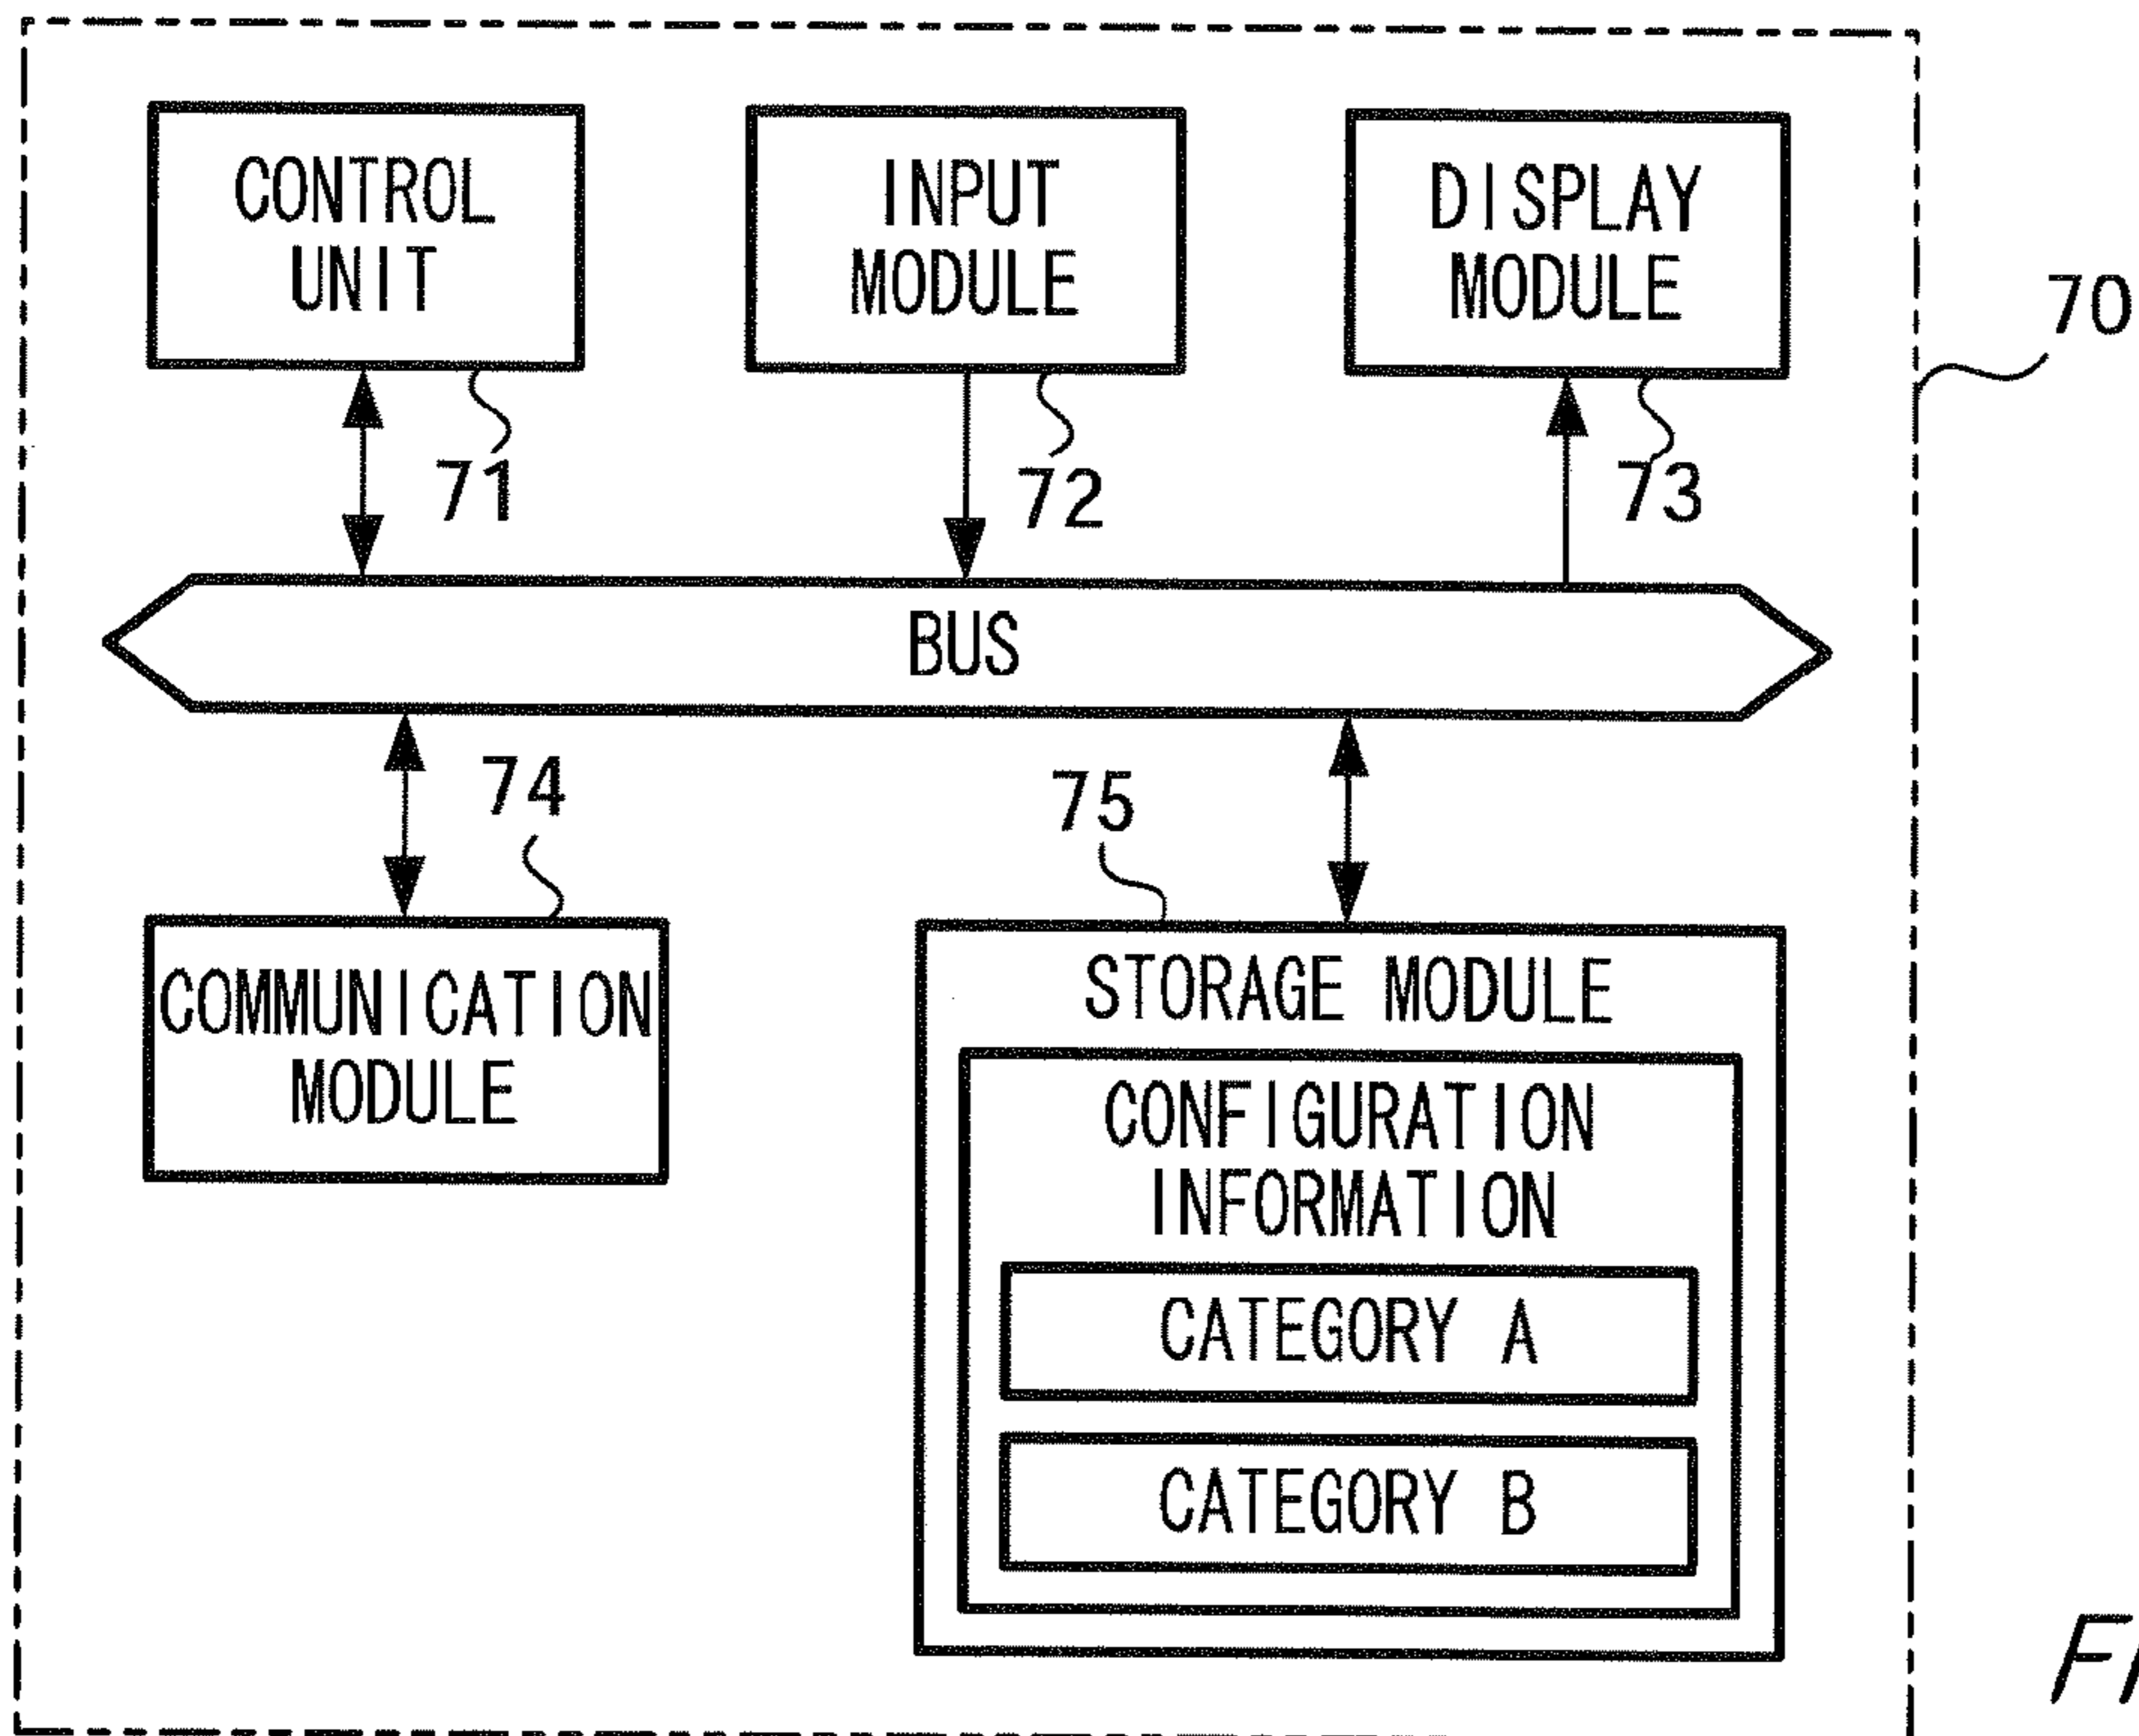 CONTROL
UNIT
INPUT
MODULE
DISPLAY
MODULE
70
71
72
73
BUS
74
75
COMMUNICATION
MODULE
STORAGE MODULE
CONFIGURATION
INFORMATION
CATEGORY A
CATEGORY B